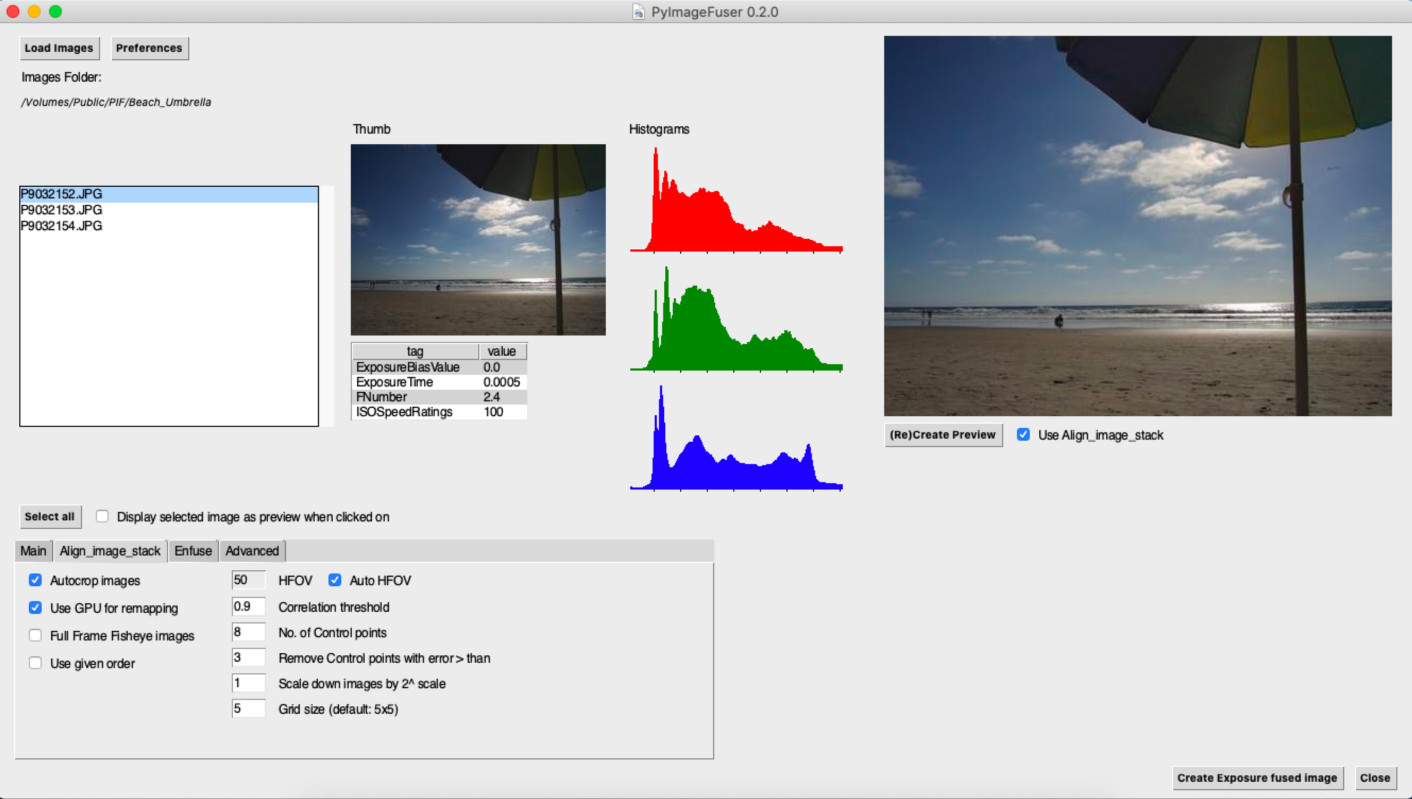 PyImageFuser 0.2.0
Load Images
Preferences
Images Folder:
/Volumes/Public/PIF/Beach_Umbrella
Thumb
Histograms
P9032152.JPG
P9032153.JPG
P9032154.JPG
tag value
ExposureBiasValue 0.0
ExposureTime 0.0005
FNumber 2.4
ISOSpeedRatings 100
(Re)Create Preview
Use Align_image_stack
Select all
Display selected image as preview when clicked on
Main
Align_image_stack
Enfuse
Advanced
Autocrop images
50 HFOV
Auto HFOV
Use GPU for remapping
0.9 Correlation threshold
Full Frame Fisheye images
8 No. of Control points
Use given order
3 Remove Control points with error > than
1 Scale down images by 2^ scale
5 Grid size (default: 5x5)
Create Exposure fused image
Close